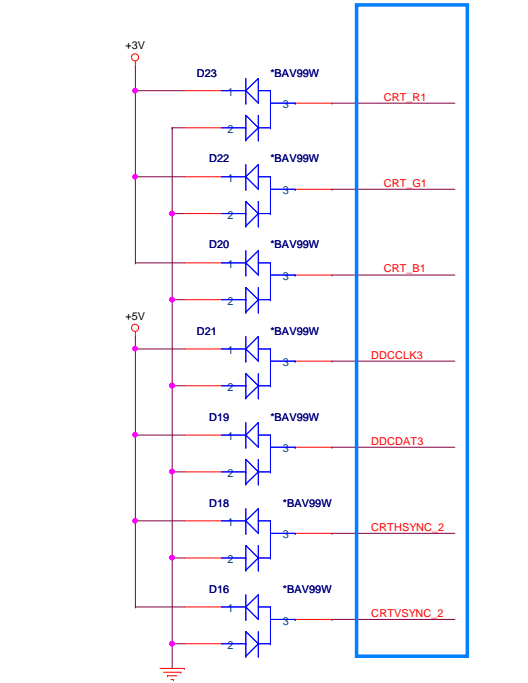 +3V
D23 *BAV99W
1
3 CRT_R1
2
D22 *BAV99W
1
3 CRT_G1
2
D20 *BAV99W
1
3 CRT_B1
2
+5V
D21 *BAV99W
1
3 DDCCLK3
2
D19 *BAV99W
1
3 DDCDAT3
2
D18 *BAV99W
1
3 CRTHSYNC_2
2
D16 *BAV99W
1
3 CRTVSYNC_2
2